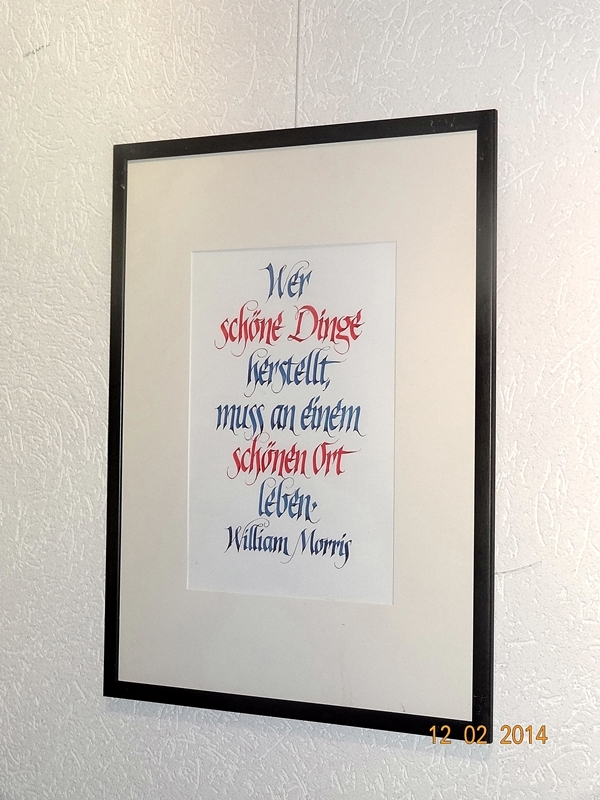 Wer
schöne Dinge
herstellt,
muss an einem
schönen Ort
leben.
William Morris
12 02 2014